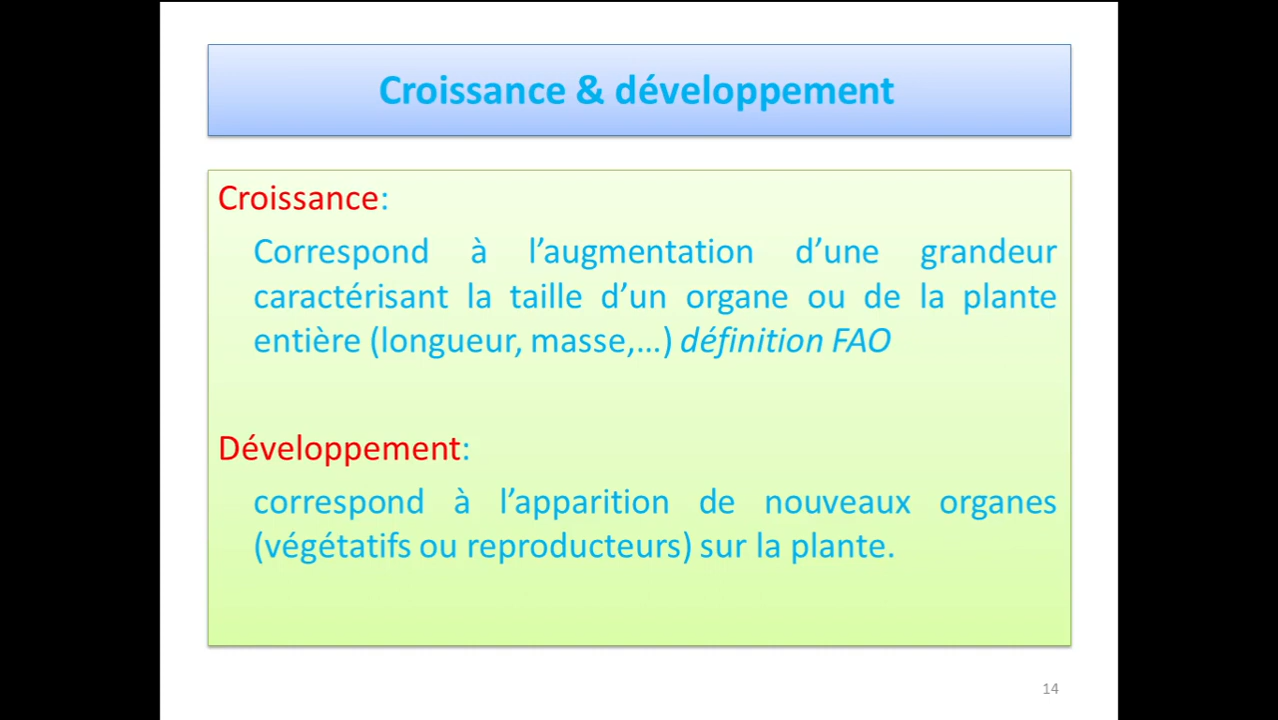 Croissance & développement
Croissance:
Correspond à l’augmentation d’une grandeur
caractérisant la taille d’un organe ou de la plante
entière (longueur, masse,…) définition FAO
Développement:
correspond à l’apparition de nouveaux organes
(végétatifs ou reproducteurs) sur la plante.
14